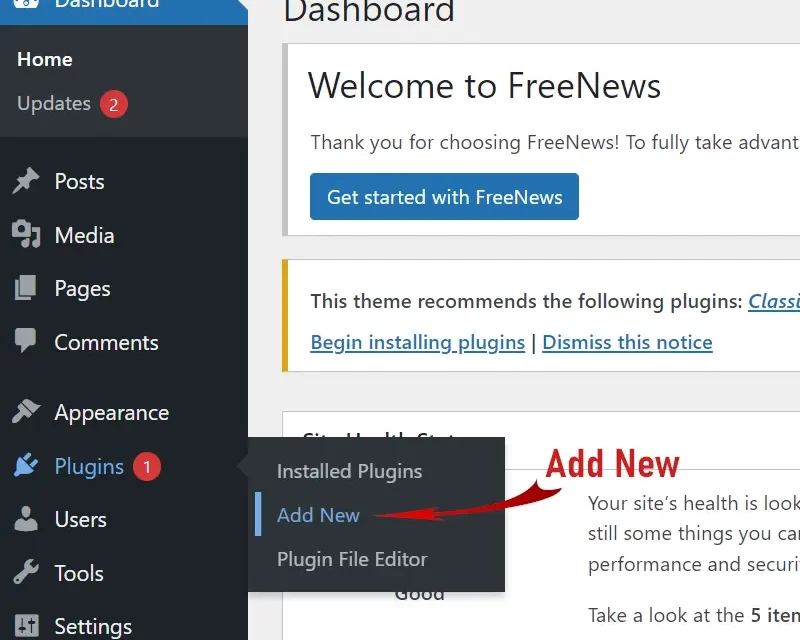 Dashboard
Home
Updates 2
Posts
Media
Pages
Comments
Appearance
Plugins 1
Users
Tools
Settings
Installed Plugins
Add New
Plugin File Editor
Add New
Dashboard
Welcome to FreeNews
Thank you for choosing FreeNews! To fully take advant
Get started with FreeNews
This theme recommends the following plugins: Classi
Begin installing plugins | Dismiss this notice
Site Health Stat
Good
Your site's health is look
still some things you ca
performance and securi
Take a look at the 5 iten